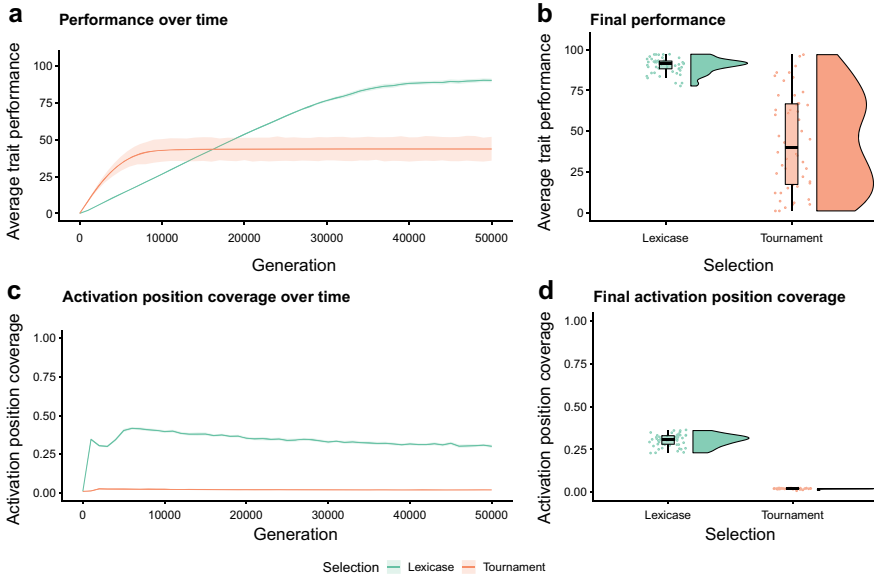 a
Performance over time
Average trait performance
100
75
50
25
0
0
10000
20000
30000
40000
50000
Generation
b
Final performance
Average trait performance
100
75
50
25
0
Lexicase
Tournament
Selection
c
Activation position coverage over time
Activation position coverage
1.00
0.75
0.50
0.25
0.00
0
10000
20000
30000
40000
50000
Generation
d
Final activation position coverage
Activation position coverage
1.00
0.75
0.50
0.25
0.00
Lexicase
Tournament
Selection
Selection Lexicase Tournament